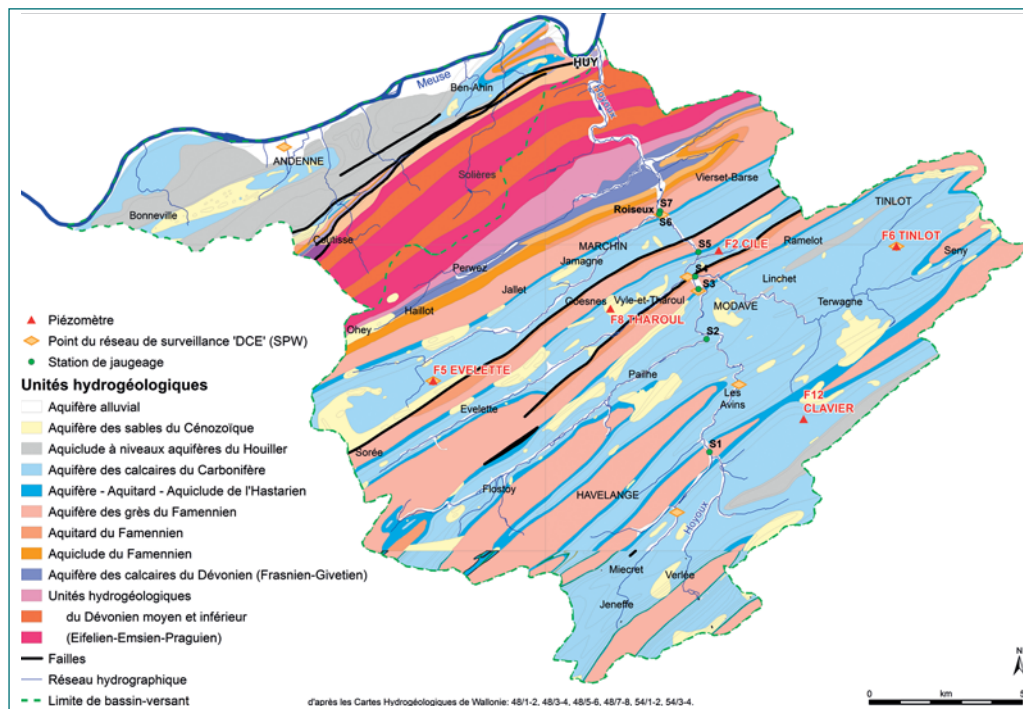 Meuse
HUY
Hoyoux
Ben-Ahin
ANDENNE
Solières
Bonneville
Coutisse
Vierset-Barse
TINLOT
Roiseux
S7
S6
F6 TINLOT
MARCHIN
S5
F2 CILE
Ramelot
Seny
Perwez
Jamagne
S4
Linchet
Jallet
Goesnes
Vyle-et-Tharoul
S3
MODAVE
Terwagne
Haillot
F8 THAROUL
Ohey
S2
Pailhe
F5 EVELETTE
Les
Avins
F12
CLAVIER
Evelette
Sorée
S1
Flostoy
HAVELANGE
Hoyoux
Miecret
Verlée
Jeneffe
Piézomètre
Point du réseau de surveillance 'DCE' (SPW)
Station de jaugeage
Unités hydrogéologiques
Aquifère alluvial
Aquifère des sables du Cénozoïque
Aquiclude à niveaux aquifères du Houiller
Aquifère des calcaires du Carbonifère
Aquifère - Aquitard - Aquiclude de l'Hastarien
Aquifère des grès du Famennien
Aquitard du Famennien
Aquiclude du Famennien
Aquifère des calcaires du Dévonien (Frasnien-Givetien)
Unités hydrogéologiques
du Dévonien moyen et inférieur
(Eifelien-Emsien-Praguien)
Failles
Réseau hydrographique
Limite de bassin-versant
d'après les Cartes Hydrogéologiques de Wallonie: 48/1-2, 48/3-4, 48/5-6, 48/7-8, 54/1-2, 54/3-4.
N
0 km 5